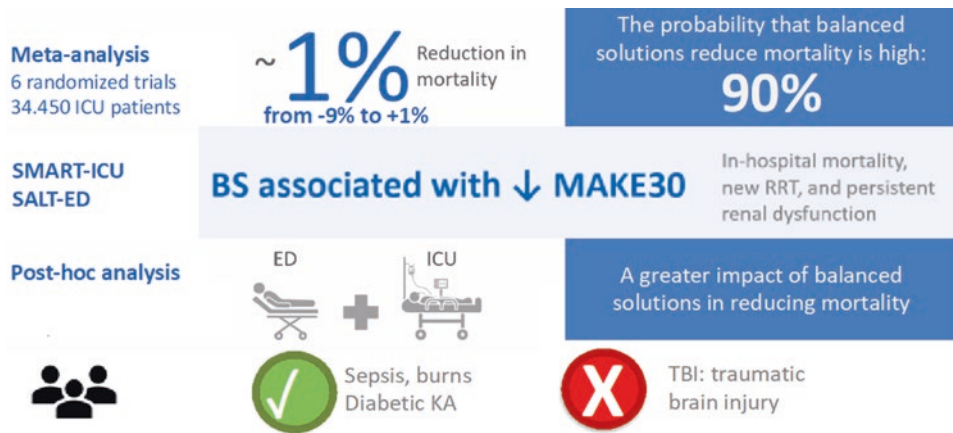 Meta-analysis
6 randomized trials
34.450 ICU patients
~1% Reduction in
mortality
from -9% to +1%
The probability that balanced
solutions reduce mortality is high:
90%
SMART-ICU
SALT-ED
BS associated with ↓ MAKE30
In-hospital mortality,
new RRT, and persistent
renal dysfunction
Post-hoc analysis
ED
ICU
A greater impact of balanced
solutions in reducing mortality
Sepsis, burns
Diabetic KA
X
TBI: traumatic
brain injury